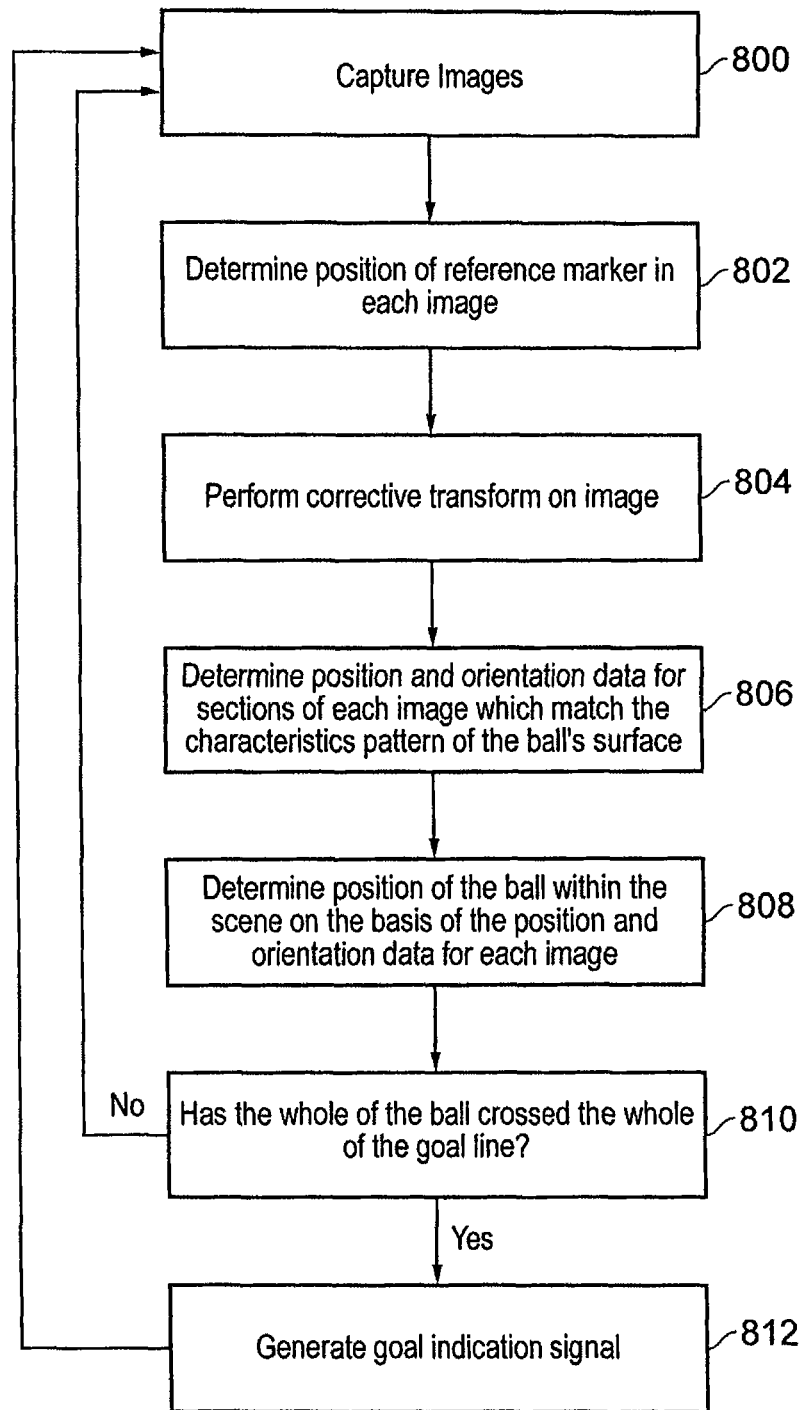 Capture Images
800
Determine position of reference marker in
each image
802
Perform corrective transform on image
804
Determine position and orientation data for
sections of each image which match the
characteristics pattern of the ball's surface
806
Determine position of the ball within the
scene on the basis of the position and
orientation data for each image
808
No
Has the whole of the ball crossed the whole
of the goal line?
810
Yes
Generate goal indication signal
812